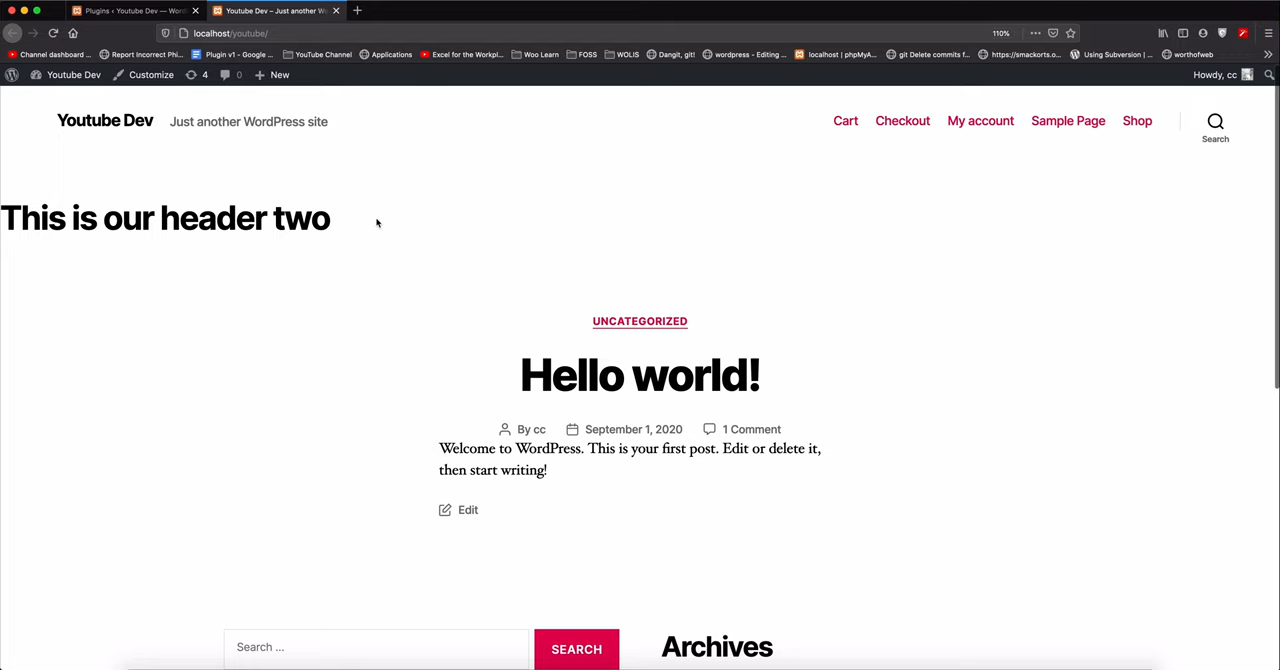 Plugins ‹ Youtube Dev — Word
Youtube Dev – Just another Wo
localhost/youtube/
110%
Channel dashboard ...
Report Incorrect Phi...
Plugin v1 - Google ...
YouTube Channel
Applications
Excel for the Workpl...
Woo Learn
FOSS
WOLIS
DangIt, git!
wordpress - Editing ...
localhost | phpMyA...
git Delete commits f...
https://smackorts.o...
Using Subversion | ...
worthofweb
Youtube Dev
Customize
4
0
New
Howdy, cc
Youtube Dev
Just another WordPress site
Cart
Checkout
My account
Sample Page
Shop
Search
This is our header two
UNCATEGORIZED
Hello world!
By cc
September 1, 2020
1 Comment
Welcome to WordPress. This is your first post. Edit or delete it,
then start writing!
Edit
Search …
SEARCH
Archives